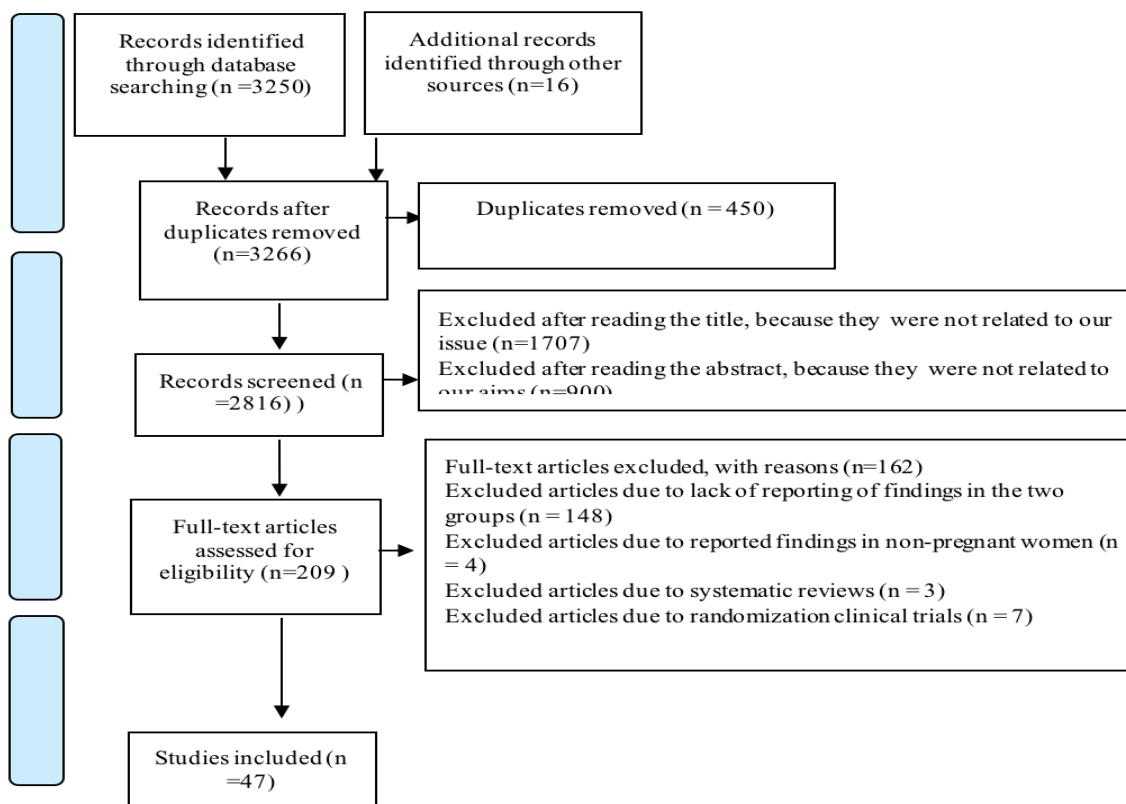 Records identified
through database
searching (n =3250)
Additional records
identified through other
sources (n=16)
Records after
duplicates removed
(n=3266)
Duplicates removed (n = 450)
Records screened (n
=2816) )
Excluded after reading the title, because they were not related to our
issue (n=1707)
Excluded after reading the abstract, because they were not related to
our aims (n=900)
Full-text articles
assessed for
eligibility (n=209 )
Full-text articles excluded, with reasons (n=162)
Excluded articles due to lack of reporting of findings in the two
groups (n = 148)
Excluded articles due to reported findings in non-pregnant women (n
= 4)
Excluded articles due to systematic reviews (n = 3)
Excluded articles due to randomization clinical trials (n = 7)
Studies included (n
=47)